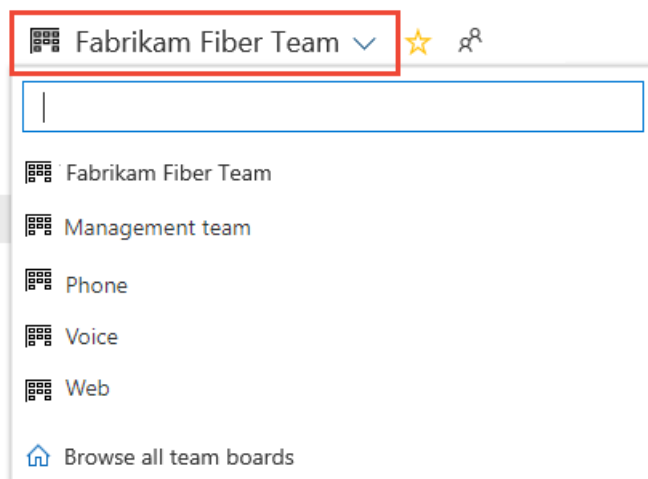 Fabrikam Fiber Team
Fabrikam Fiber Team
Management team
Phone
Voice
Web
Browse all team boards